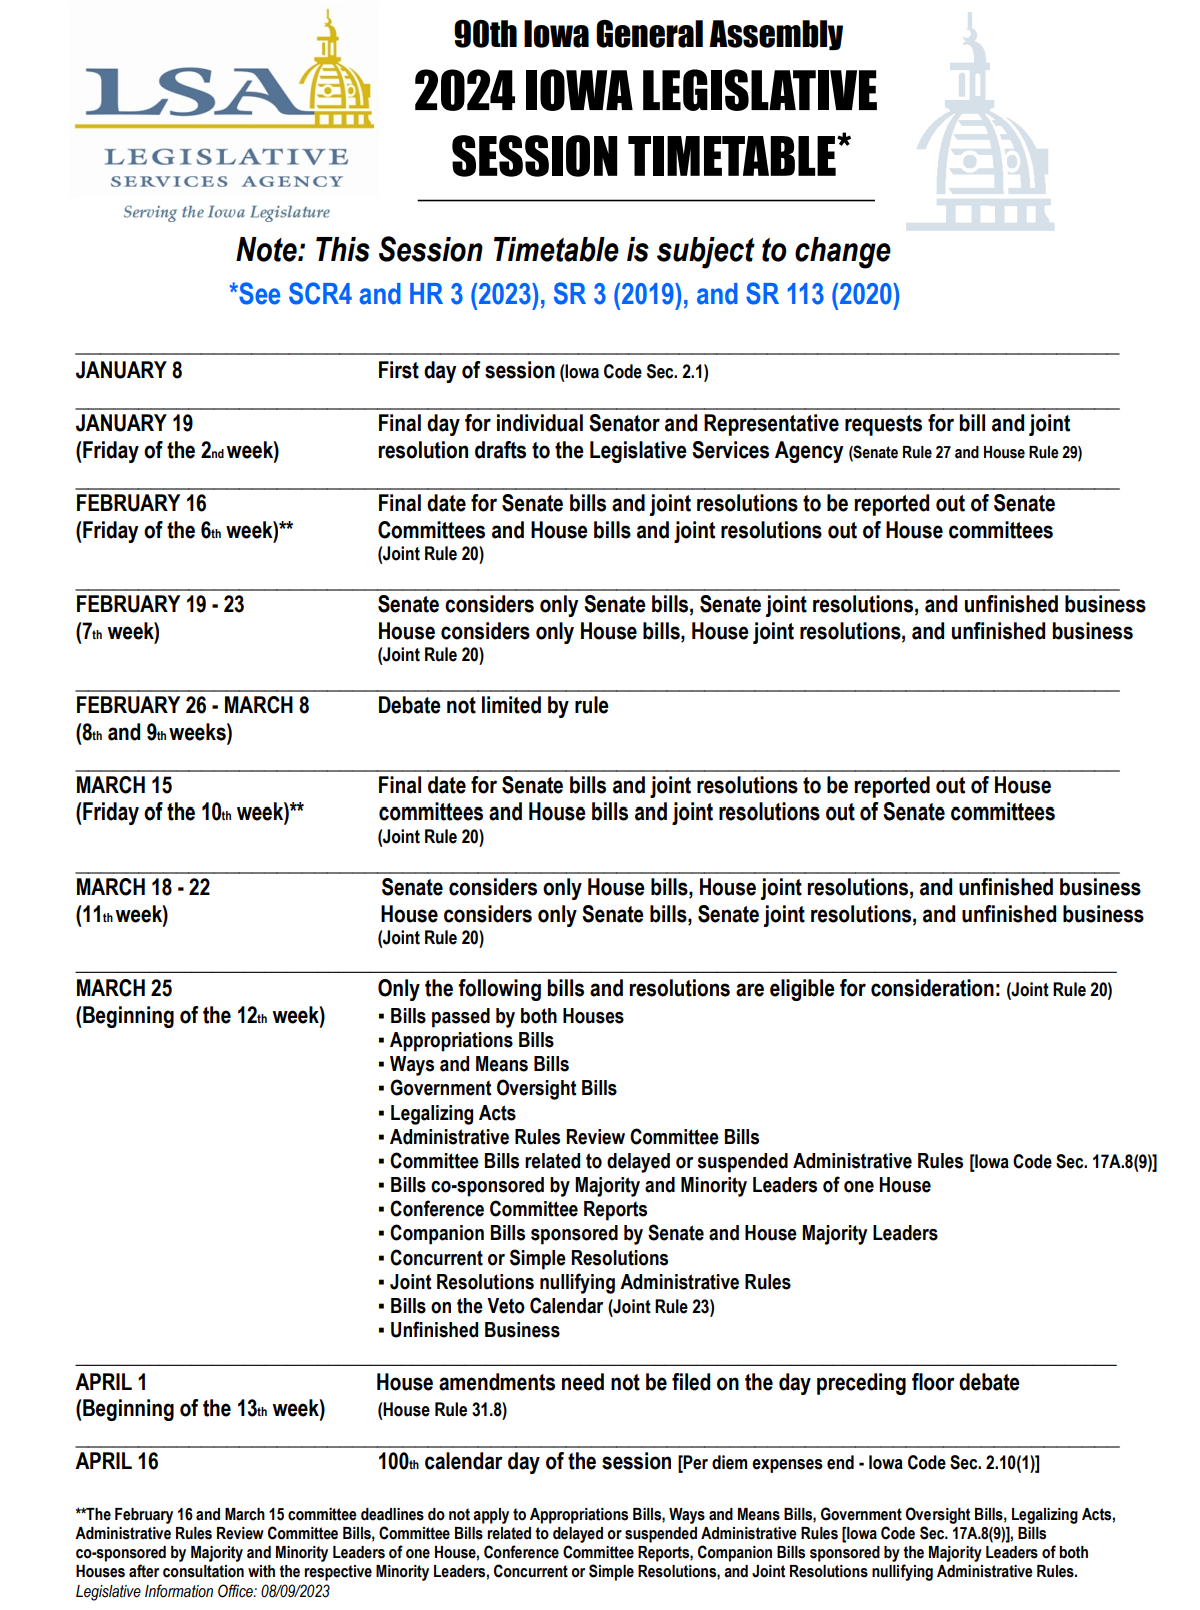 LSA
LEGISLATIVE
SERVICES AGENCY
Serving the Iowa Legislature
90th Iowa General Assembly
2024 IOWA LEGISLATIVE
SESSION TIMETABLE*
Note: This Session Timetable is subject to change
*See SCR4 and HR 3 (2023), SR 3 (2019), and SR 113 (2020)
JANUARY 8 First day of session (Iowa Code Sec. 2.1)
JANUARY 19 Final day for individual Senator and Representative requests for bill and joint
(Friday of the 2nd week) resolution drafts to the Legislative Services Agency (Senate Rule 27 and House Rule 29)
FEBRUARY 16 Final date for Senate bills and joint resolutions to be reported out of Senate
(Friday of the 6th week)** Committees and House bills and joint resolutions out of House committees
(Joint Rule 20)
FEBRUARY 19 - 23 Senate considers only Senate bills, Senate joint resolutions, and unfinished business
(7th week) House considers only House bills, House joint resolutions, and unfinished business
(Joint Rule 20)
FEBRUARY 26 - MARCH 8 Debate not limited by rule
(8th and 9th weeks)
MARCH 15 Final date for Senate bills and joint resolutions to be reported out of House
(Friday of the 10th week)** committees and House bills and joint resolutions out of Senate committees
(Joint Rule 20)
MARCH 18 - 22 Senate considers only House bills, House joint resolutions, and unfinished business
(11th week) House considers only Senate bills, Senate joint resolutions, and unfinished business
(Joint Rule 20)
MARCH 25 Only the following bills and resolutions are eligible for consideration: (Joint Rule 20)
(Beginning of the 12th week) ▪ Bills passed by both Houses
▪ Appropriations Bills
▪ Ways and Means Bills
▪ Government Oversight Bills
▪ Legalizing Acts
▪ Administrative Rules Review Committee Bills
▪ Committee Bills related to delayed or suspended Administrative Rules [Iowa Code Sec. 17A.8(9)]
▪ Bills co-sponsored by Majority and Minority Leaders of one House
▪ Conference Committee Reports
▪ Companion Bills sponsored by Senate and House Majority Leaders
▪ Concurrent or Simple Resolutions
▪ Joint Resolutions nullifying Administrative Rules
▪ Bills on the Veto Calendar (Joint Rule 23)
▪ Unfinished Business
APRIL 1 House amendments need not be filed on the day preceding floor debate
(Beginning of the 13th week) (House Rule 31.8)
APRIL 16 100th calendar day of the session [Per diem expenses end - Iowa Code Sec. 2.10(1)]
**The February 16 and March 15 committee deadlines do not apply to Appropriations Bills, Ways and Means Bills, Government Oversight Bills, Legalizing Acts,
Administrative Rules Review Committee Bills, Committee Bills related to delayed or suspended Administrative Rules [Iowa Code Sec. 17A.8(9)], Bills
co-sponsored by Majority and Minority Leaders of one House, Conference Committee Reports, Companion Bills sponsored by the Majority Leaders of both
Houses after consultation with the respective Minority Leaders, Concurrent or Simple Resolutions, and Joint Resolutions nullifying Administrative Rules.
Legislative Information Office: 08/09/2023